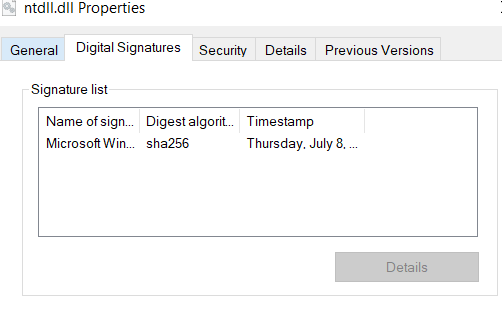 ntdll.dll Properties
General Digital Signatures Security Details Previous Versions
Signature list
Name of sign... Digest algorit... Timestamp
Microsoft Win... sha256 Thursday, July 8, ...
Details